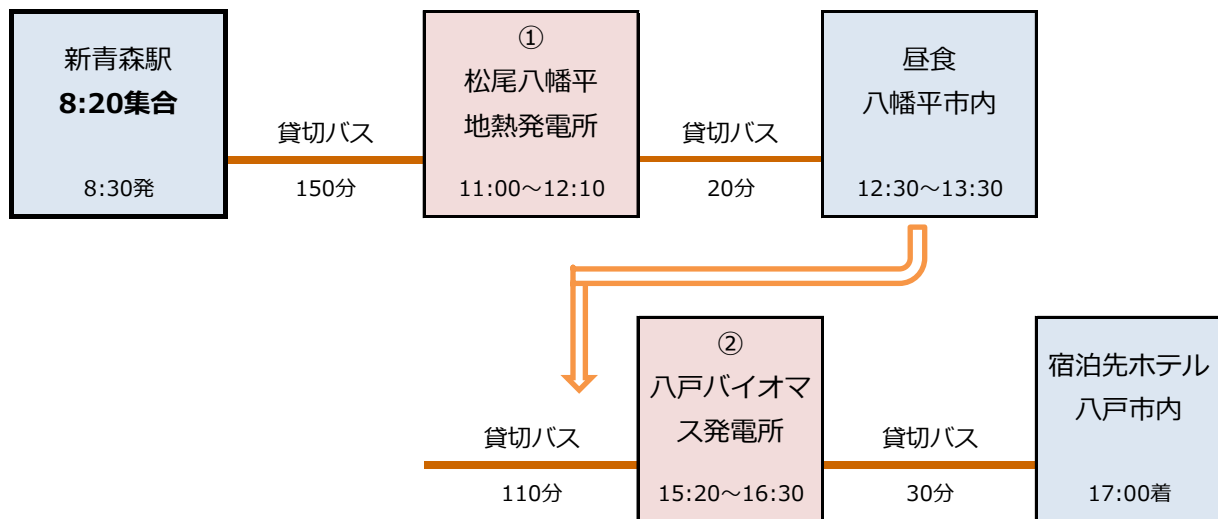 新青森駅
8:20集合
8:30発
貸切バス
150分
①
松尾八幡平
地熱発電所
11:00～12:10
貸切バス
20分
昼食
八幡平市内
12:30～13:30
貸切バス
110分
②
八戸バイオマ
ス発電所
15:20～16:30
貸切バス
30分
宿泊先ホテル
八戸市内
17:00着